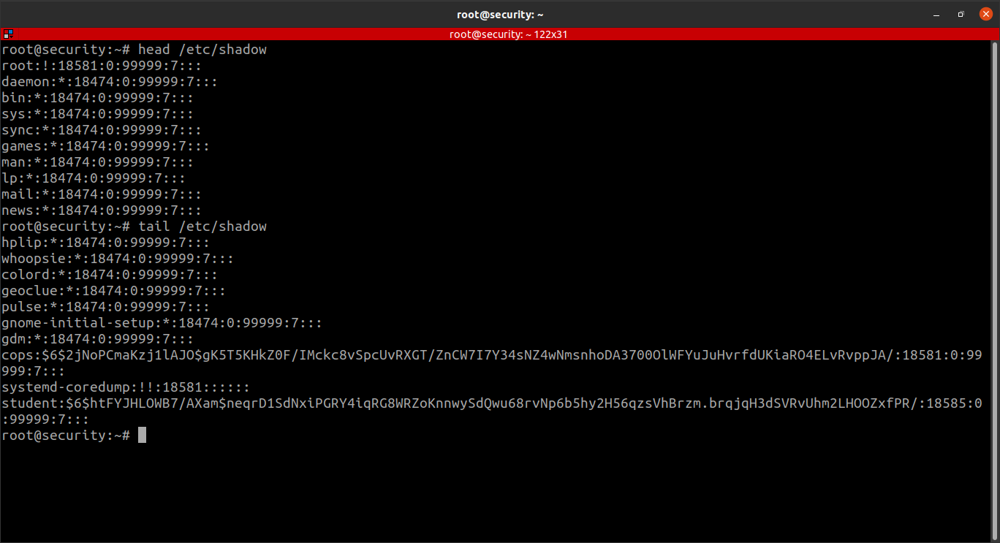 root@security: ~
root@security: ~ 122x31
root@security:~# head /etc/shadow
root:!:18581:0:99999:7:::
daemon:*:18474:0:99999:7:::
bin:*:18474:0:99999:7:::
sys:*:18474:0:99999:7:::
sync:*:18474:0:99999:7:::
games:*:18474:0:99999:7:::
man:*:18474:0:99999:7:::
lp:*:18474:0:99999:7:::
mail:*:18474:0:99999:7:::
news:*:18474:0:99999:7:::
root@security:~# tail /etc/shadow
hplip:*:18474:0:99999:7:::
whoopsie:*:18474:0:99999:7:::
colord:*:18474:0:99999:7:::
geoclue:*:18474:0:99999:7:::
pulse:*:18474:0:99999:7:::
gnome-initial-setup:*:18474:0:99999:7:::
gdm:*:18474:0:99999:7:::
cops:$6$2jNoPCmaKzj1lAJO$gK5T5KHkZ0F/IMckc8vSpcUvRXGT/ZnCW7I7Y34sNZ4wNmsnhoDA3700OlWFYuJuHvrfdUKiaRO4ELvRvppJA/:18581:0:99
999:7:::
systemd-coredump:!!:18581::::::
student:$6$htFYJHLOWB7/AXam$neqrD1SdNxiPGRY4iqRG8WRZoKnnwySdQwu68rvNp6b5hy2H56qzsVhBrzm.brqjqH3dSVRvUhm2LHOOZxfPR/:18585:0
:99999:7:::
root@security:~#